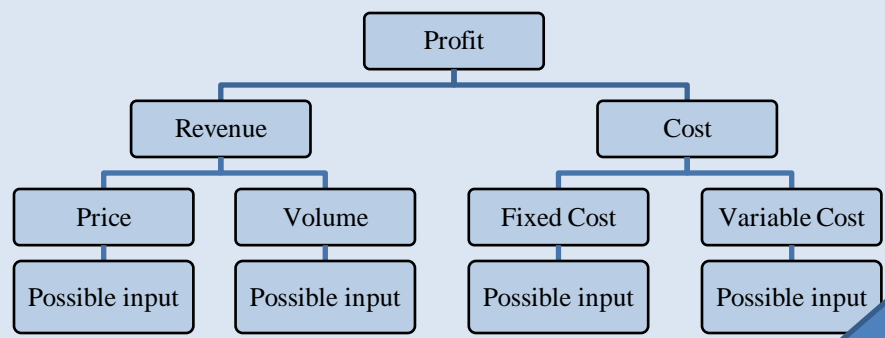 Profit
Revenue
Cost
Price
Volume
Fixed Cost
Variable Cost
Possible input
Possible input
Possible input
Possible input